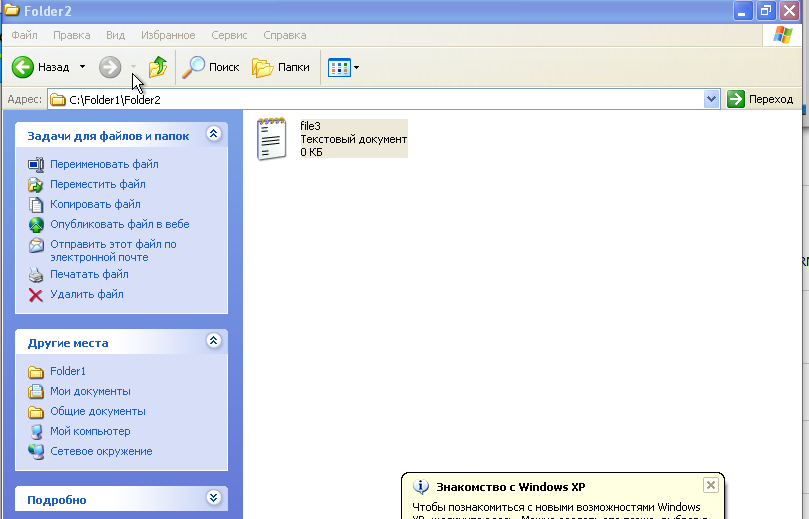 Folder2
Файл Правка Вид Избранное Сервис Справка
Назад Поиск Папки
Адрес: C:\Folder1\Folder2 Переход
Задачи для файлов и папок
Переименовать файл
Переместить файл
Копировать файл
Опубликовать файл в вебе
Отправить этот файл по
электронной почте
Печатать файл
Удалить файл
Другие места
Folder1
Мои документы
Общие документы
Мой компьютер
Сетевое окружение
Подробно
file3
Текстовый документ
0 КБ
Знакомство с Windows XP
Чтобы познакомиться с новыми возможностями Windows